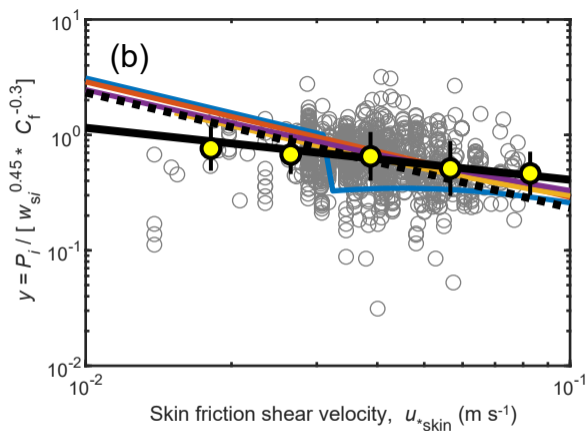 (b)
y = P_i / [ w_si^0.45 * C_f^-0.3 ]
10^1
10^0
10^-1
10^-2
10^-2
10^-1
Skin friction shear velocity, u_*skin (m s^-1)